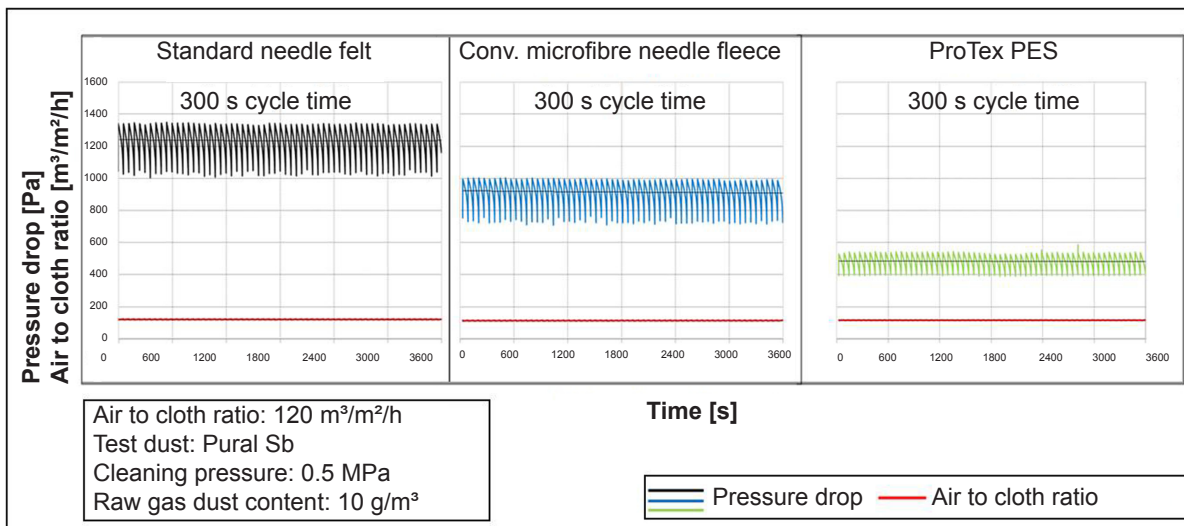 Standard needle felt
Conv. microfibre needle fleece
ProTex PES
Pressure drop [Pa]
Air to cloth ratio [m³/m²/h]
1600
1400
1200
1000
800
600
400
200
0
300 s cycle time
300 s cycle time
300 s cycle time
0 600 1200 1800 2400 3000 3600
0 600 1200 1800 2400 3000 3600
0 600 1200 1800 2400 3000 3600
Time [s]
Air to cloth ratio: 120 m³/m²/h
Test dust: Pural Sb
Cleaning pressure: 0.5 MPa
Raw gas dust content: 10 g/m³
Pressure drop
Air to cloth ratio